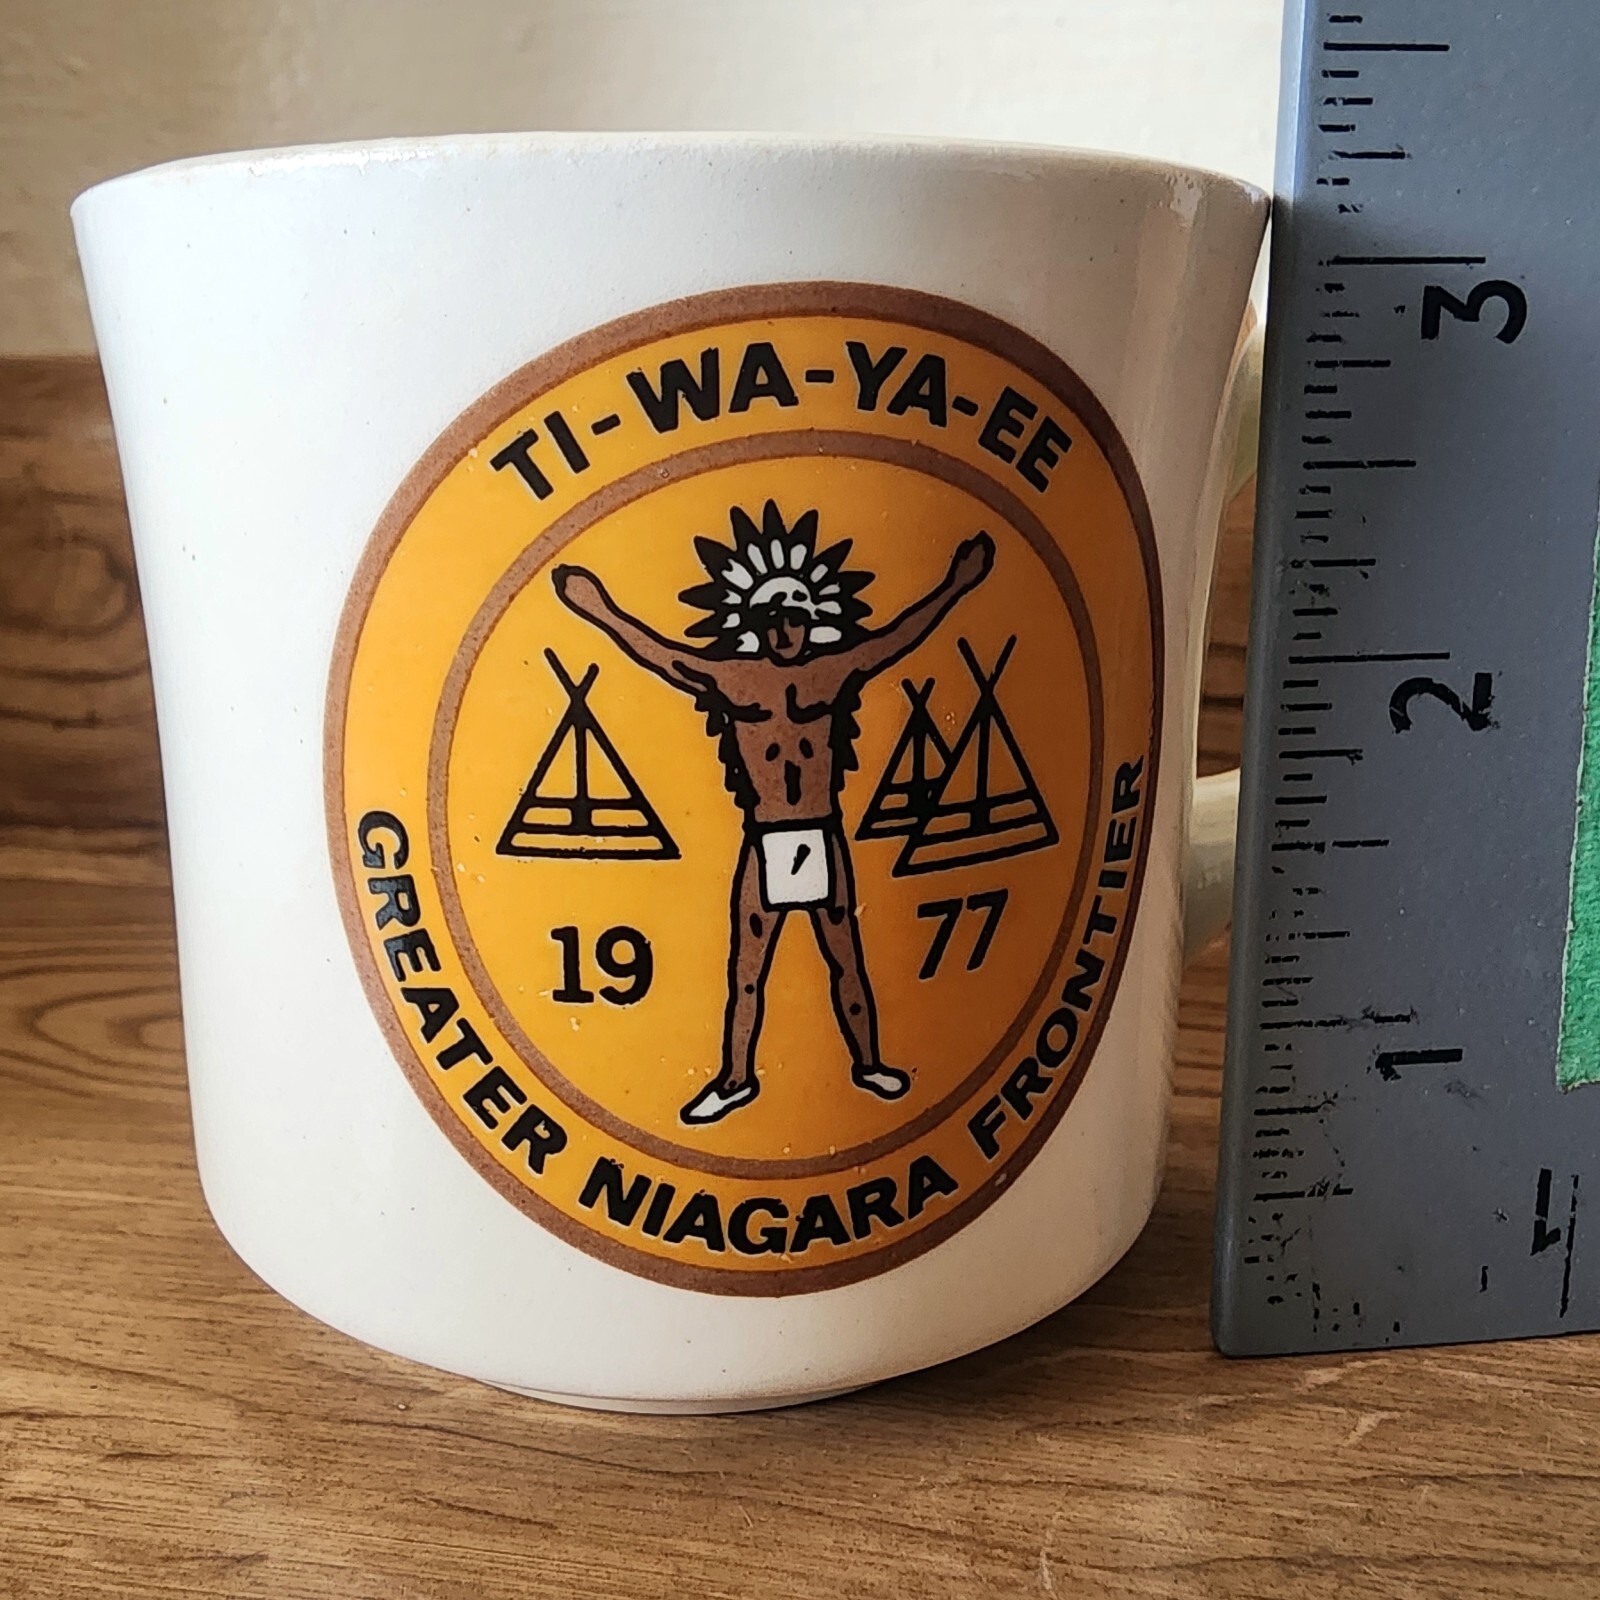 TI-WA-YA-EE
19 77
GREATER NIAGARA FRONTIER
3
2
1